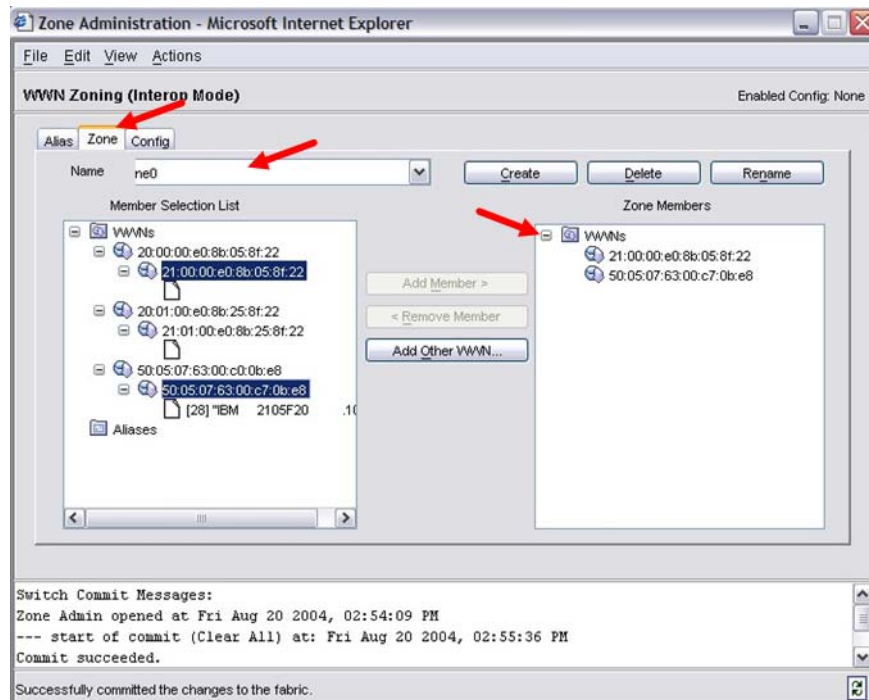 Zone Administration - Microsoft Internet Explorer
File Edit View Actions
WWN Zoning (Interop Mode)
Enabled Config: None
Alias Zone Config
Name
ne0
Create
Delete
Rename
Member Selection List
WWNs
20:00:00:e0:8b:05:8f:22
21:00:00:e0:8b:05:8f:22
20:01:00:e0:8b:25:8f:22
21:01:00:e0:8b:25:8f:22
50:05:07:63:00:c0:0b:e8
50:05:07:63:00:c7:0b:e8
[28] "IBM 2105F20 .10
Aliases
Add Member >
< Remove Member
Add Other WWN...
Zone Members
WWNs
21:00:00:e0:8b:05:8f:22
50:05:07:63:00:c7:0b:e8
Switch Commit Messages:
Zone Admin opened at Fri Aug 20 2004, 02:54:09 PM
--- start of commit (Clear All) at: Fri Aug 20 2004, 02:55:36 PM
Commit succeeded.
Successfully committed the changes to the fabric.